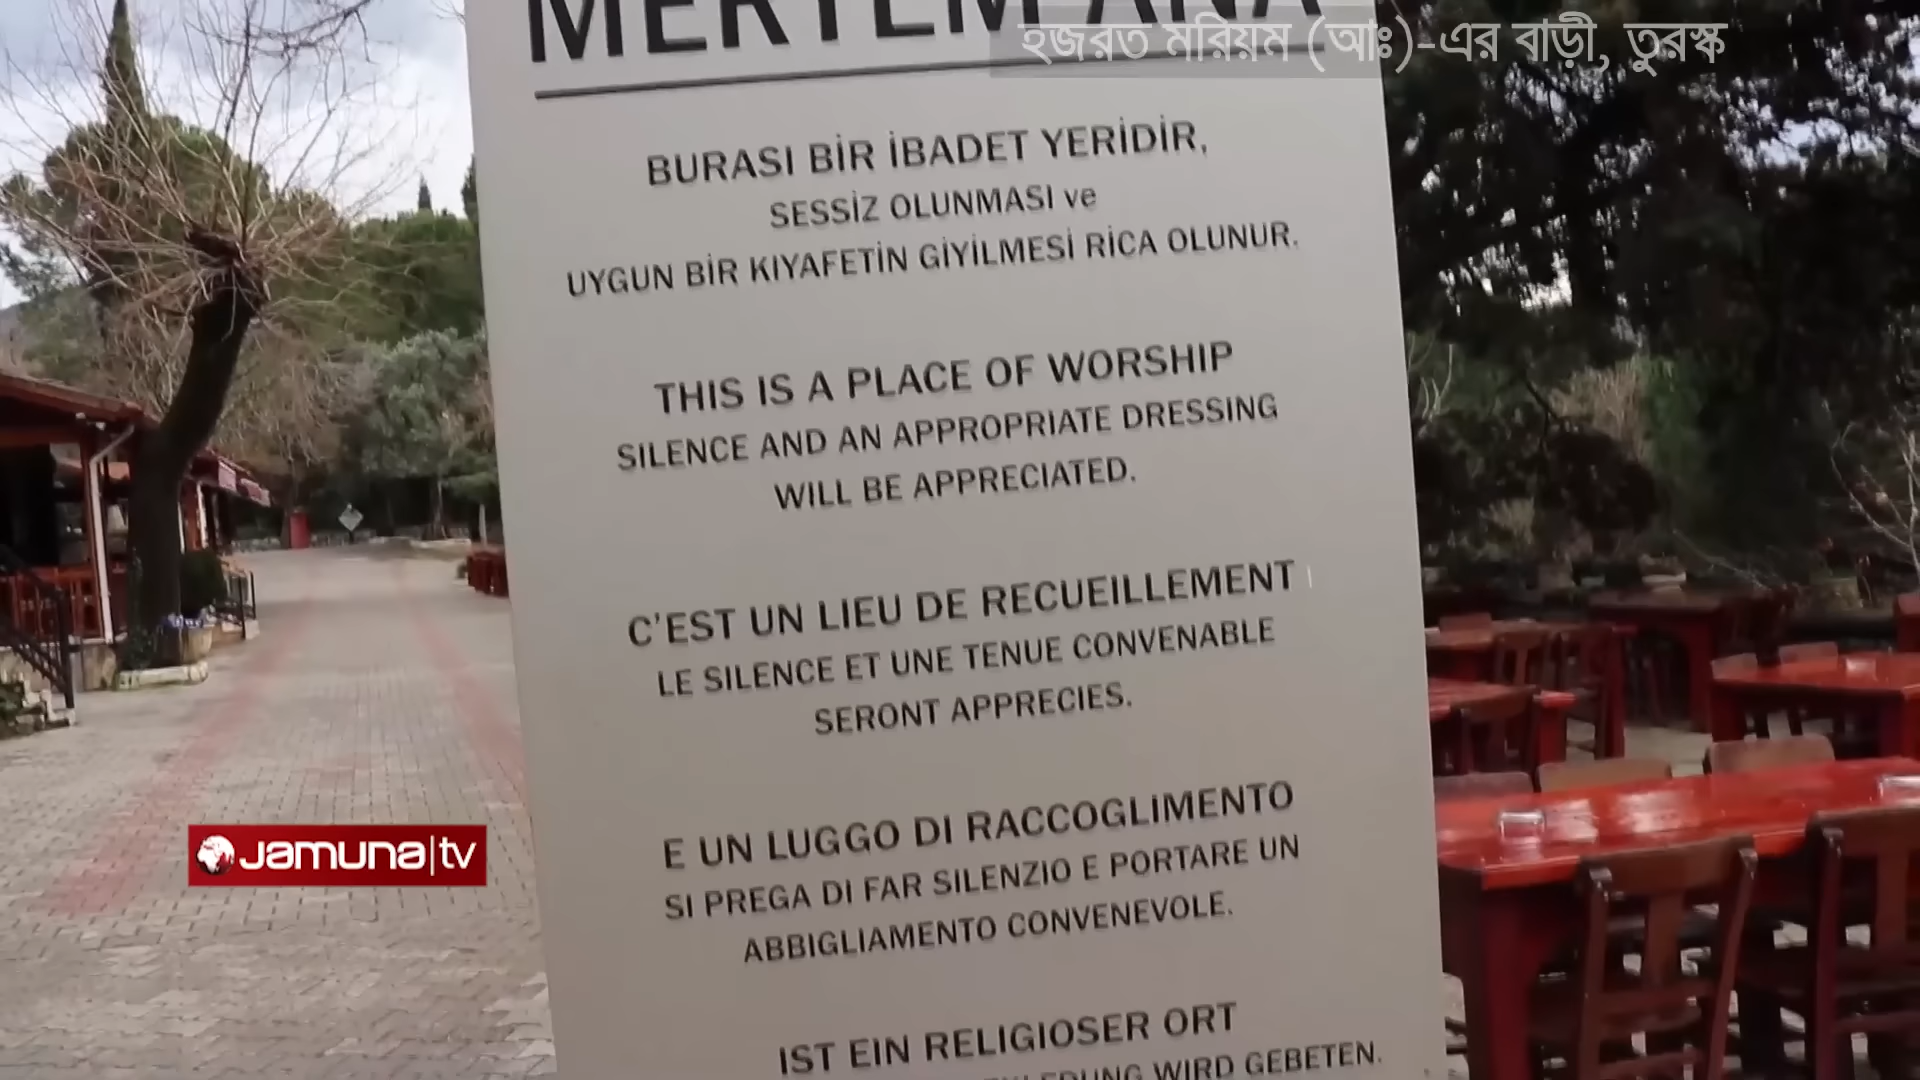 MERYEM ANA
হজরত মরিয়ম (আঃ)-এর বাড়ী, তুরস্ক
BURASI BİR İBADET YERİDİR,
SESSİZ OLUNMASI ve
UYGUN BİR KIYAFETİN GİYİLMESİ RİCA OLUNUR.
THIS IS A PLACE OF WORSHIP
SILENCE AND AN APPROPRIATE DRESSING
WILL BE APPRECIATED.
C'EST UN LIEU DE RECUEILLEMENT
LE SILENCE ET UNE TENUE CONVENABLE
SERONT APPRECIES.
E UN LUGGO DI RACCOGLIMENTO
SI PREGA DI FAR SILENZIO E PORTARE UN
ABBIGLIAMENTO CONVENEVOLE.
Jamuna|tv
IST EIN RELIGIOSER ORT
WIRD GEBETEN.